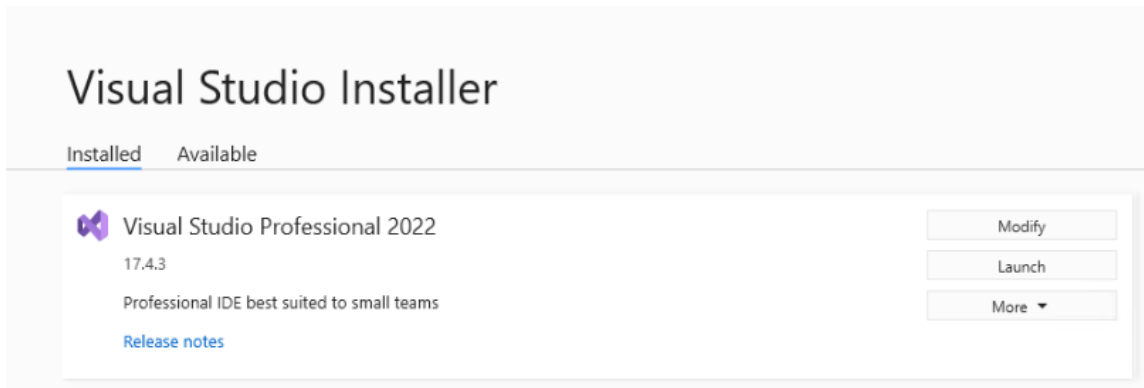 Visual Studio Installer
Installed Available
Visual Studio Professional 2022
17.4.3
Professional IDE best suited to small teams
Release notes
Modify
Launch
More